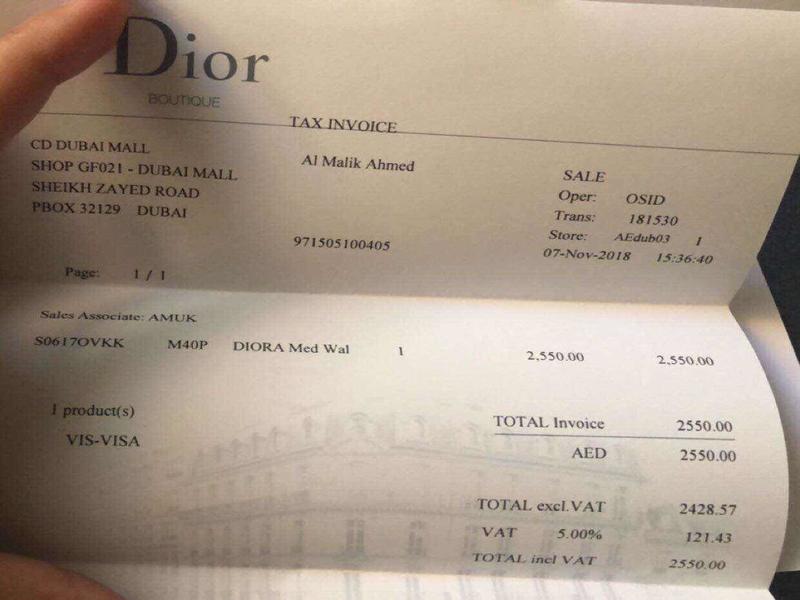 Dior
BOUTIQUE
TAX INVOICE
CD DUBAI MALL
SHOP GF021 - DUBAI MALL
SHEIKH ZAYED ROAD
PBOX 32129 DUBAI
Al Malik Ahmed
971505100405
SALE
Oper: OSID
Trans: 181530
Store: AEdub03 1
07-Nov-2018 15:36:40
Page: 1 / 1
Sales Associate: AMUK
S0617OVKK M40P DIORA Med Wal 1 2,550.00 2,550.00
1 product(s)
VIS-VISA
TOTAL Invoice 2550.00
AED 2550.00
TOTAL excl.VAT 2428.57
VAT 5.00% 121.43
TOTAL incl VAT 2550.00